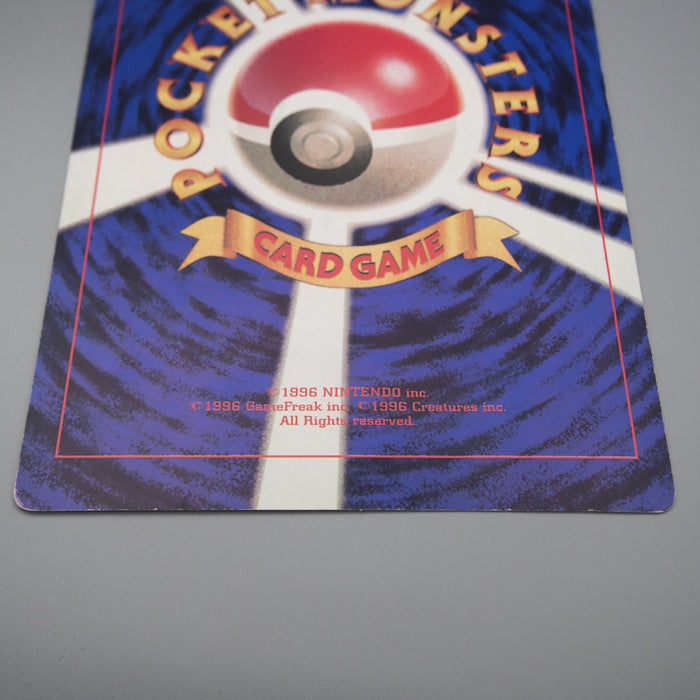 POCKET MONSTERS
CARD GAME
© 1996 NINTENDO inc.
© 1996 GameFreak inc. © 1996 Creatures inc.
All Rights reserved.